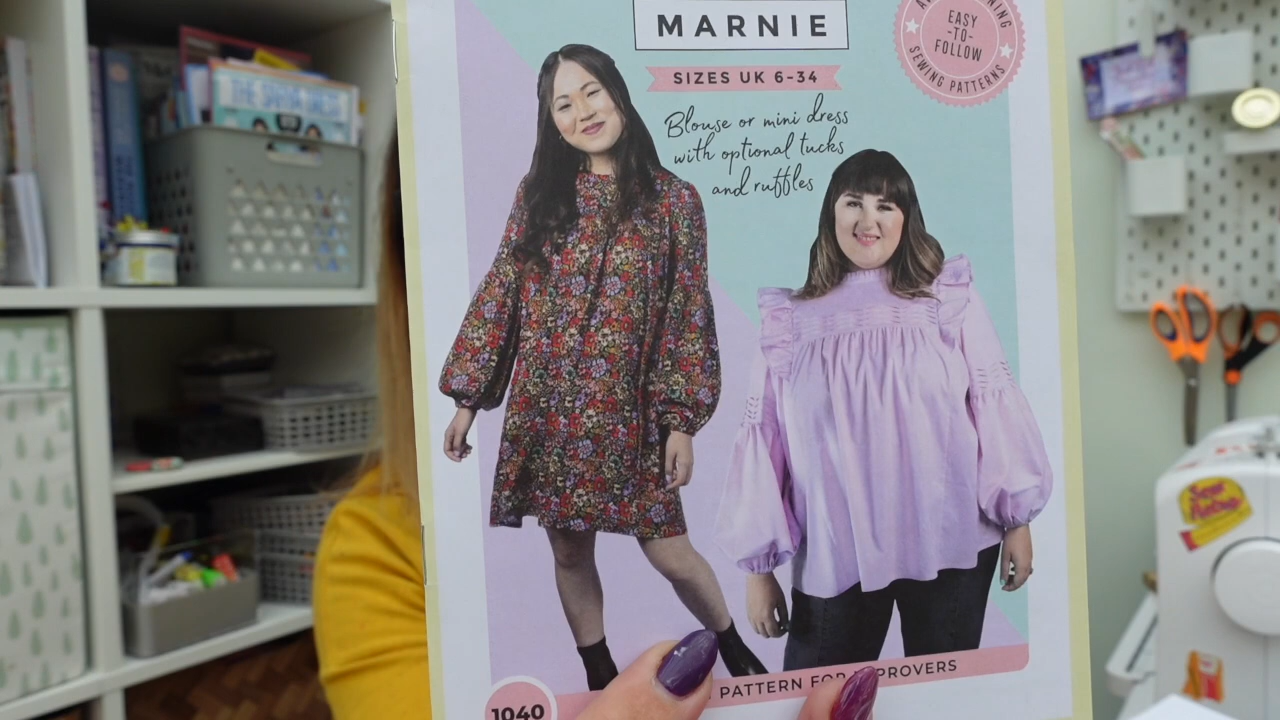 MARNIE
SIZES UK 6-34
Blouse or mini dress
with optional tucks
and ruffles
EASY
-TO-
FOLLOW
SEWING PATTERNS
PATTERN FOR
1040